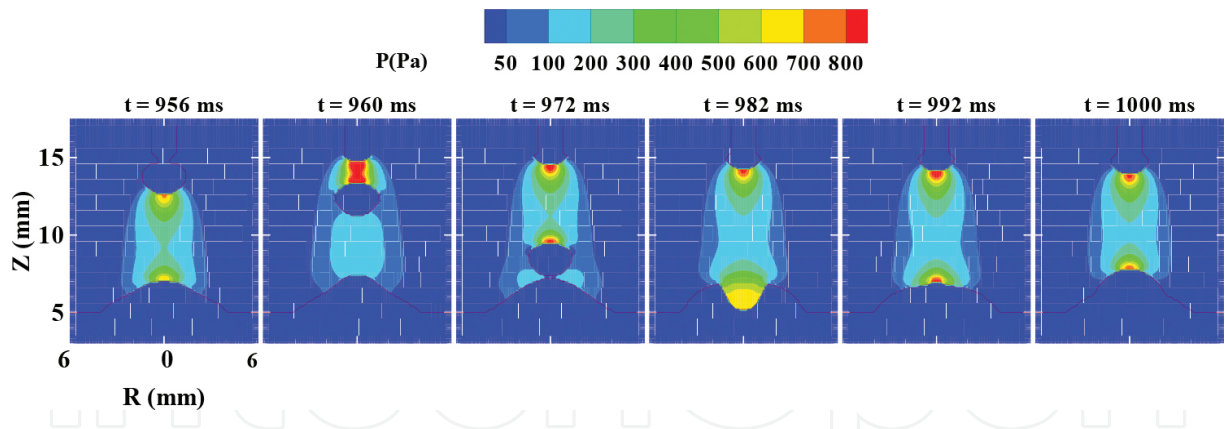 P(Pa) 50 100 200 300 400 500 600 700 800
t = 956 ms t = 960 ms t = 972 ms t = 982 ms t = 992 ms t = 1000 ms
15
10
5
Z (mm)
6 0 6
R (mm)